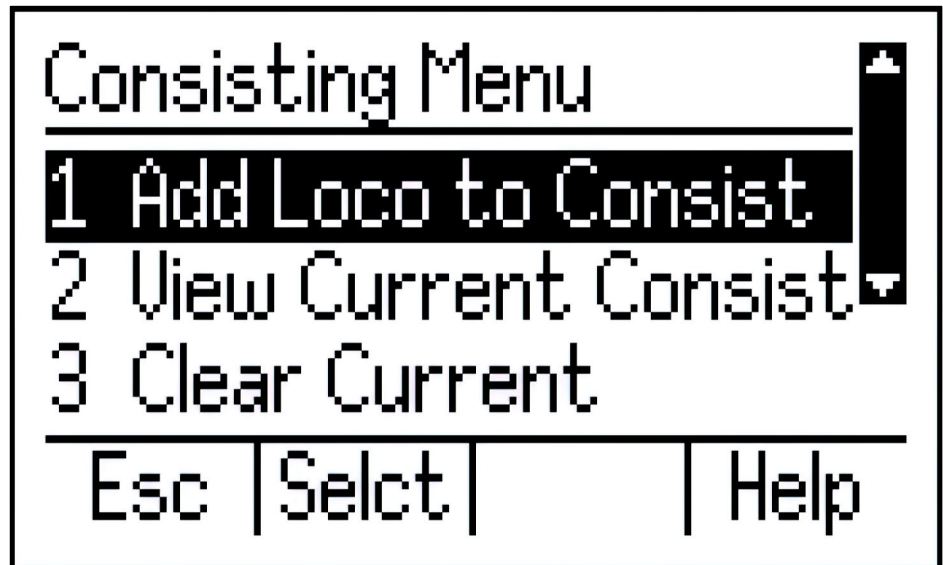 Consisting Menu
1 Add Loco to Consist
2 View Current Consist
3 Clear Current
Esc Selct Help